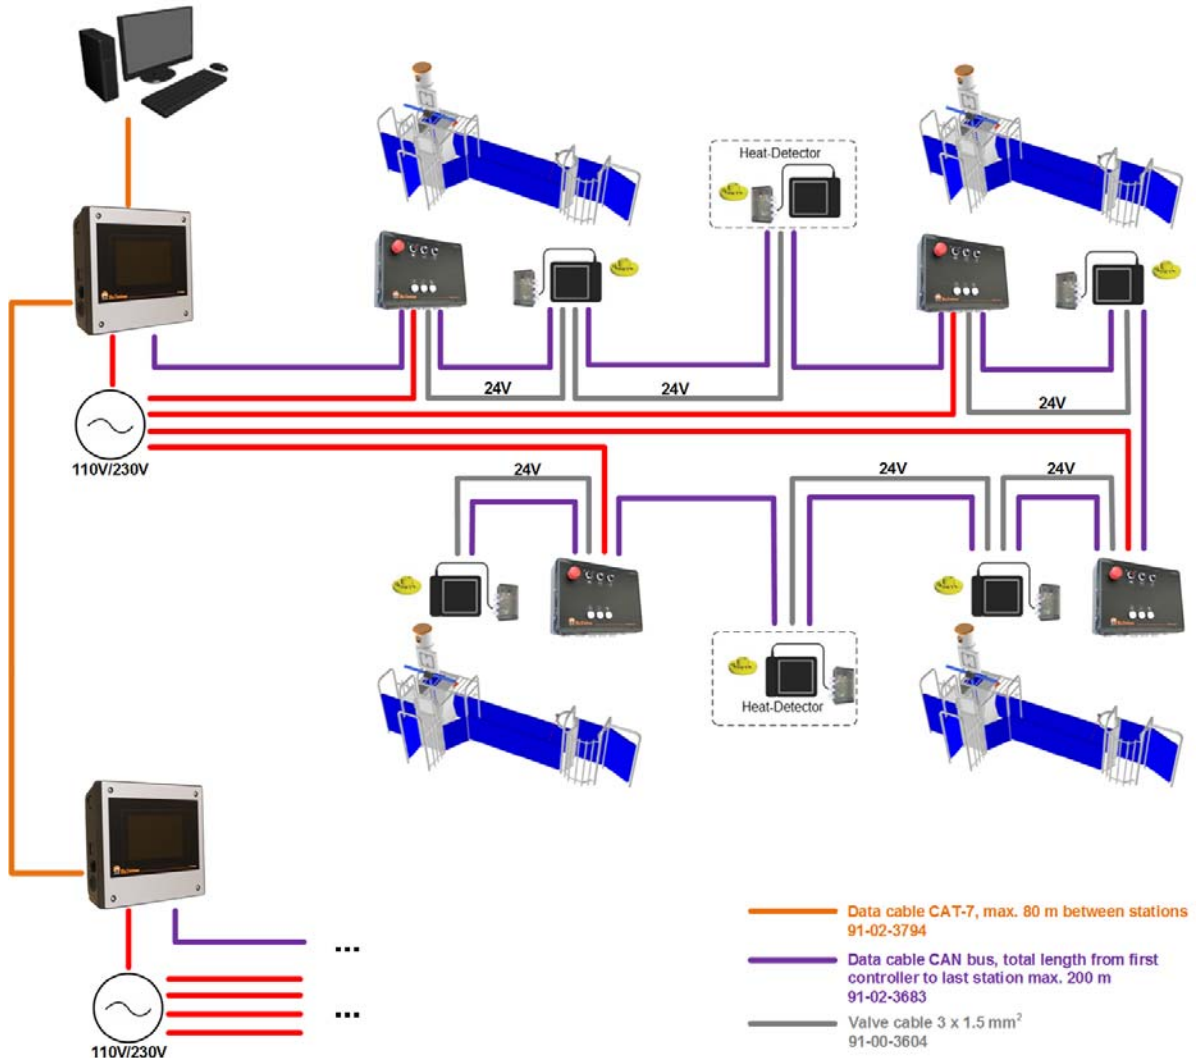 Heat-Detector
24V
24V
24V
110V/230V
24V
24V
24V
Heat-Detector
Data cable CAT-7, max. 80 m between stations
91-02-3794
Data cable CAN bus, total length from first
controller to last station max. 200 m
91-02-3683
Valve cable 3 x 1.5 mm²
91-00-3604
...
...
110V/230V